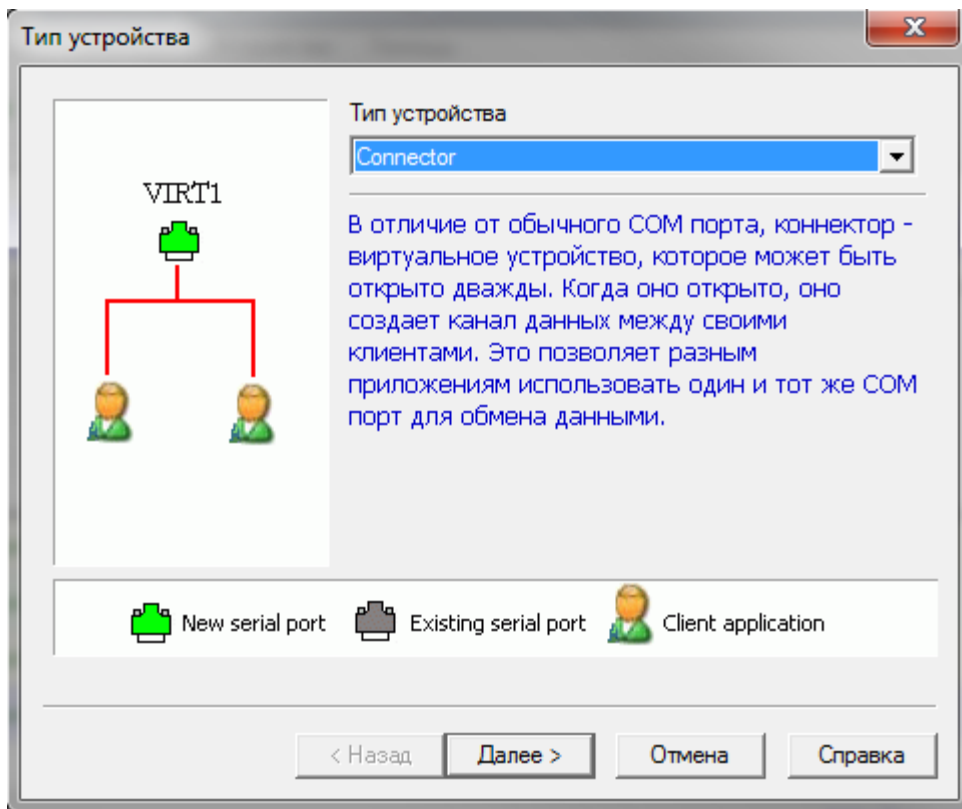 Тип устройства
Тип устройства
Connector
VIRT1
В отличие от обычного COM порта, коннектор -
виртуальное устройство, которое может быть
открыто дважды. Когда оно открыто, оно
создает канал данных между своими
клиентами. Это позволяет разным
приложениям использовать один и тот же COM
порт для обмена данными.
New serial port Existing serial port Client application
< Назад Далее > Отмена Справка